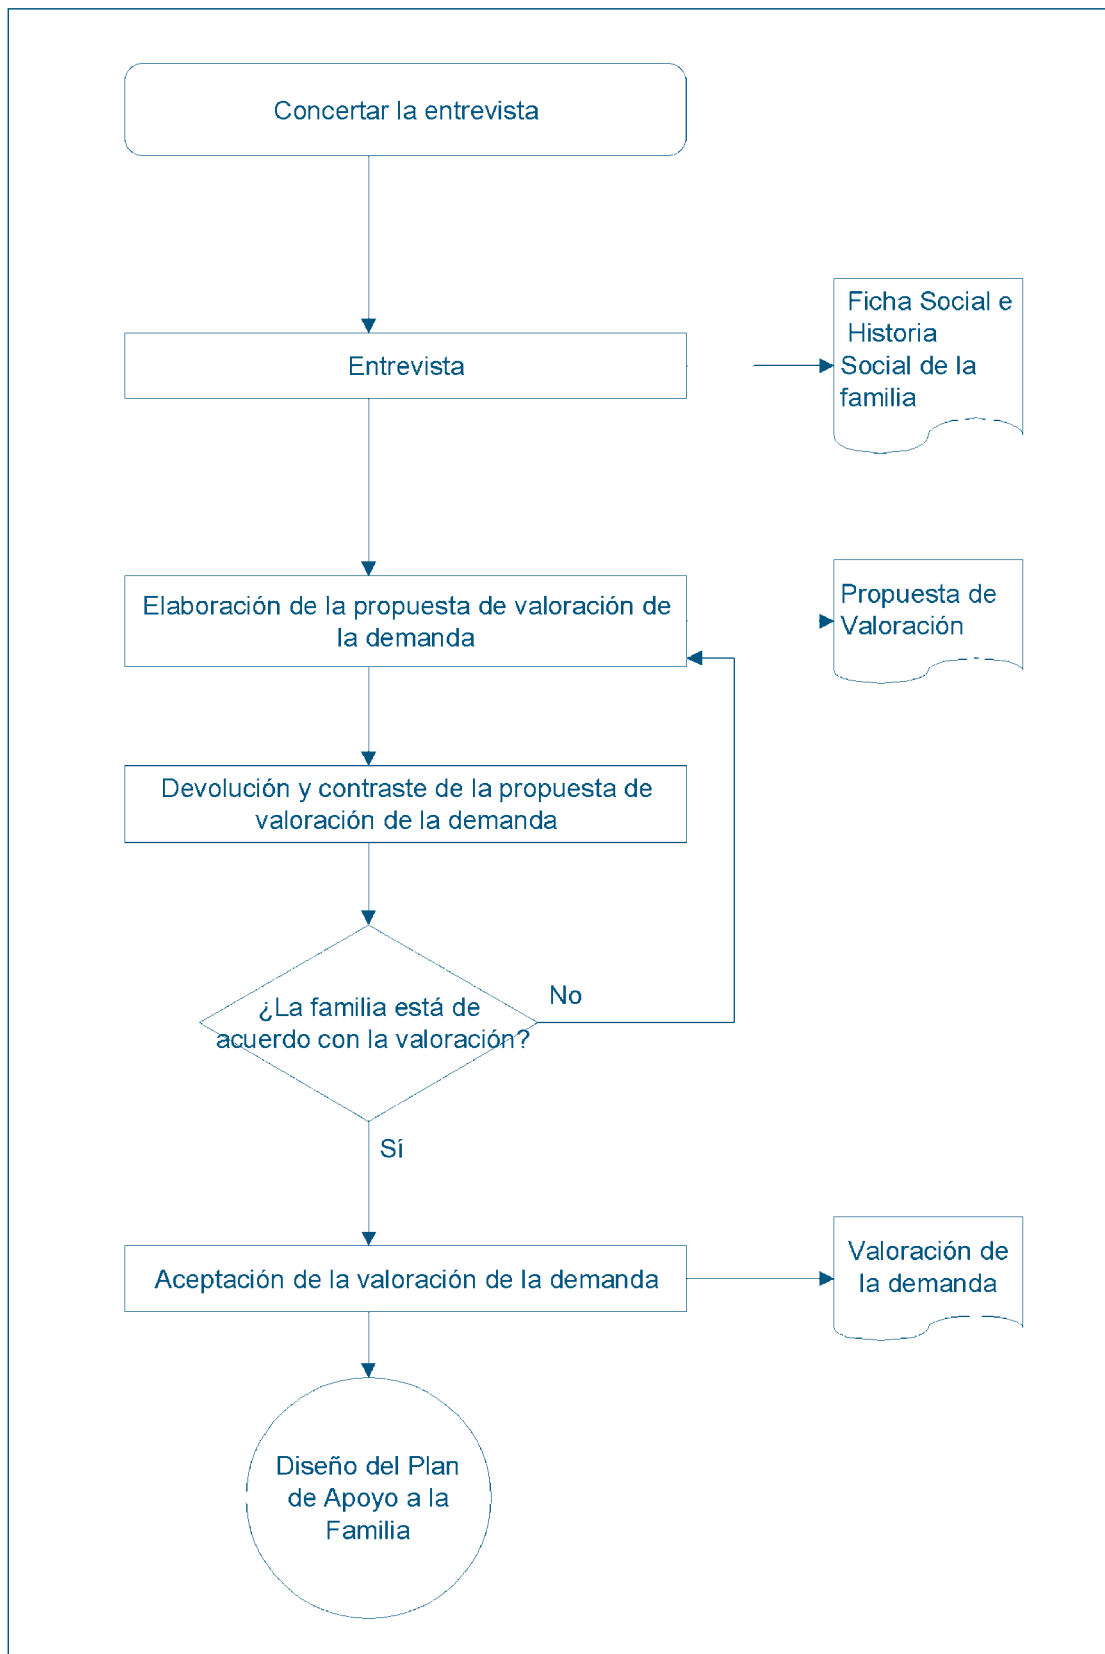 Concertar la entrevista
Entrevista
Ficha Social e
Historia
Social de la
familia
Elaboración de la propuesta de valoración de
la demanda
Propuesta de
Valoración
Devolución y contraste de la propuesta de
valoración de la demanda
¿La familia está de
acuerdo con la valoración?
No
Sí
Aceptación de la valoración de la demanda
Valoración de
la demanda
Diseño del Plan
de Apoyo a la
Familia